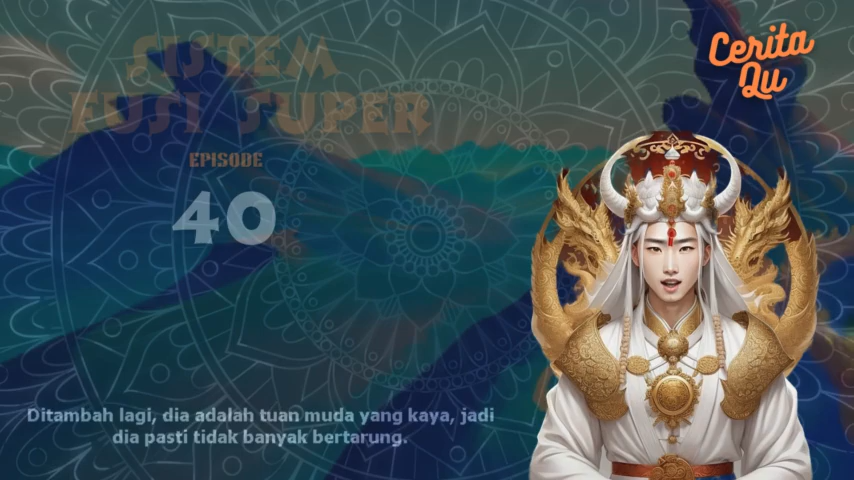 SISTEM
FUSI SUPER
EPISODE
40
Cerita
Qu
Ditambah lagi, dia adalah tuan muda yang kaya, jadi
dia pasti tidak banyak bertarung.